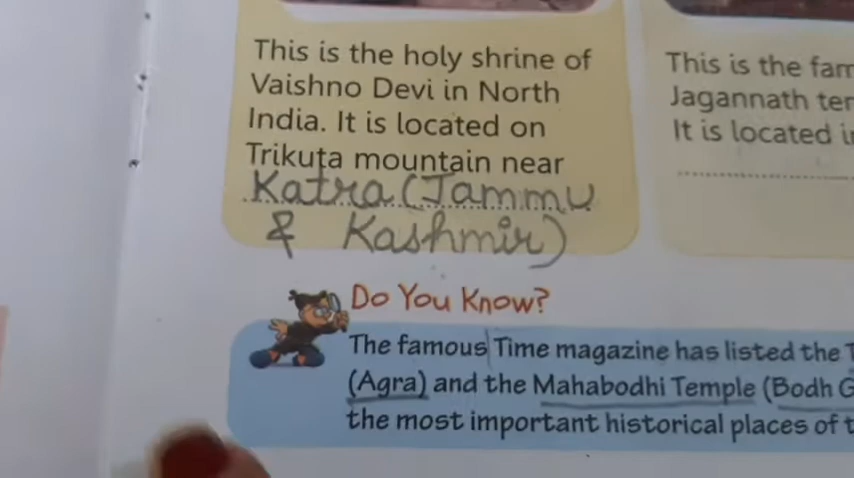 This is the holy shrine of
Vaishno Devi in North
India. It is located on
Trikuta mountain near
Katra (Jammu
& Kashmir)
This is the fam
Jagannath ter
It is located i
Do You Know?
The famous Time magazine has listed the T
(Agra) and the Mahabodhi Temple (Bodh G
the most important historical places of t